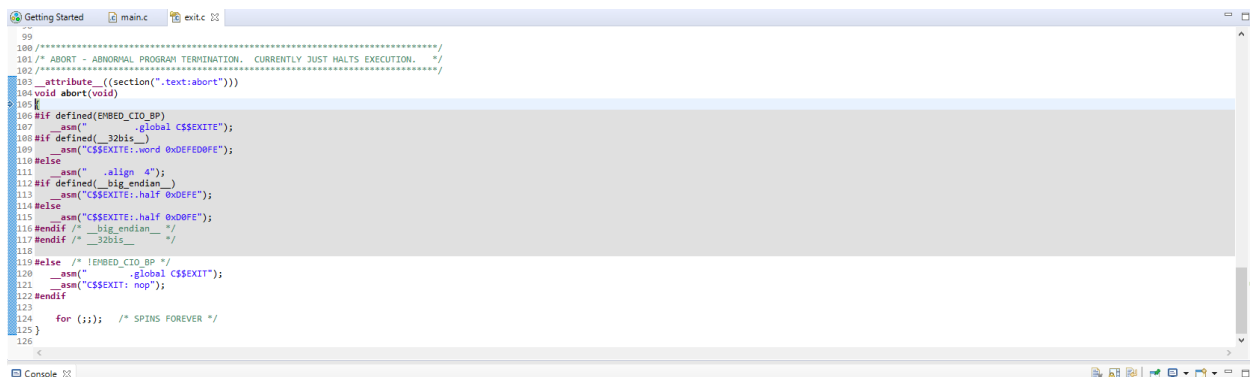 Getting Started main.c exit.c
99
100 /***************************************************************************/
101 /* ABORT - ABNORMAL PROGRAM TERMINATION.  CURRENTLY JUST HALTS EXECUTION.   */
102 /***************************************************************************/
103 __attribute__((section(".text:abort")))
104 void abort(void)
105 {
106 #if defined(EMBED_CIO_BP)
107    __asm("        .global C$$EXITE");
108 #if defined(__32bis__)
109    __asm("C$$EXITE:.word 0xDEFED0FE");
110 #else
111    __asm("   .align  4");
112 #if defined(__big_endian__)
113    __asm("C$$EXITE:.half 0xDEFE");
114 #else
115    __asm("C$$EXITE:.half 0xD0FE");
116 #endif /* __big_endian__ */
117 #endif /* __32bis__      */
118
119 #else  /* !EMBED_CIO_BP */
120    __asm("        .global C$$EXIT");
121    __asm("C$$EXIT: nop");
122 #endif
123
124     for (;;);   /* SPINS FOREVER */
125 }
126
Console